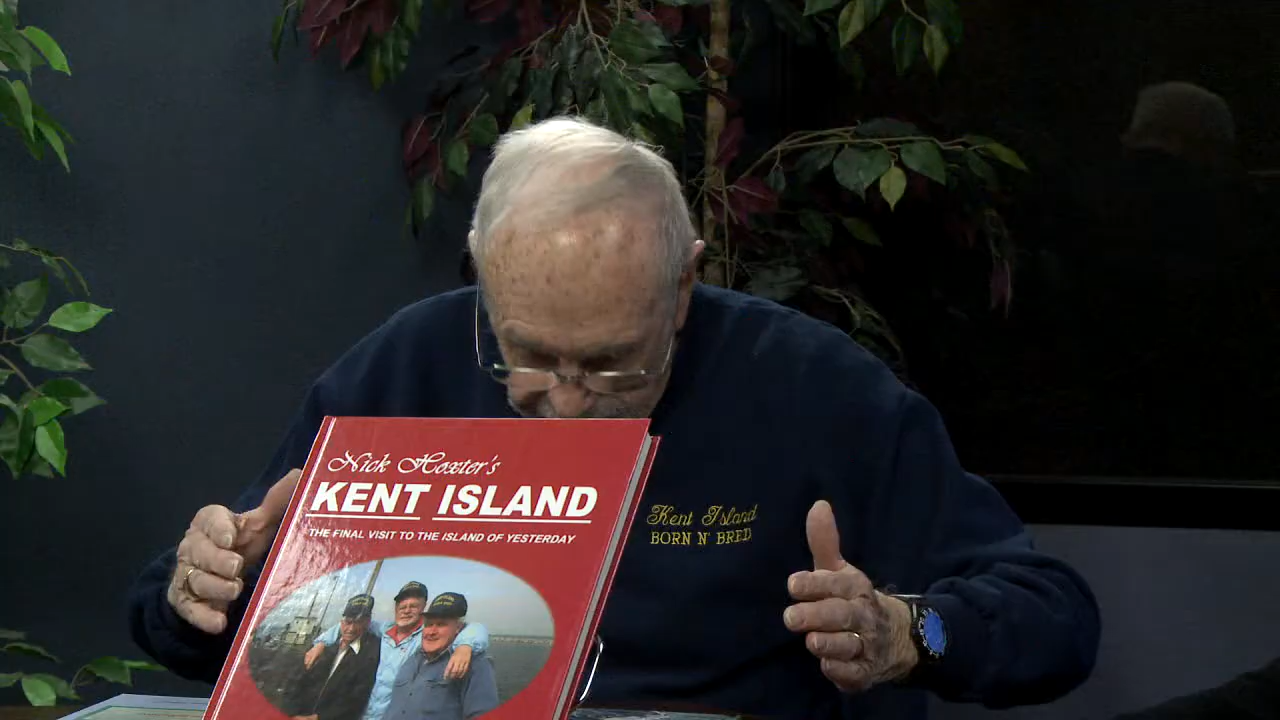 Nick Hoxter's
KENT ISLAND
THE FINAL VISIT TO THE ISLAND OF YESTERDAY
Kent Island
BORN N' BRED